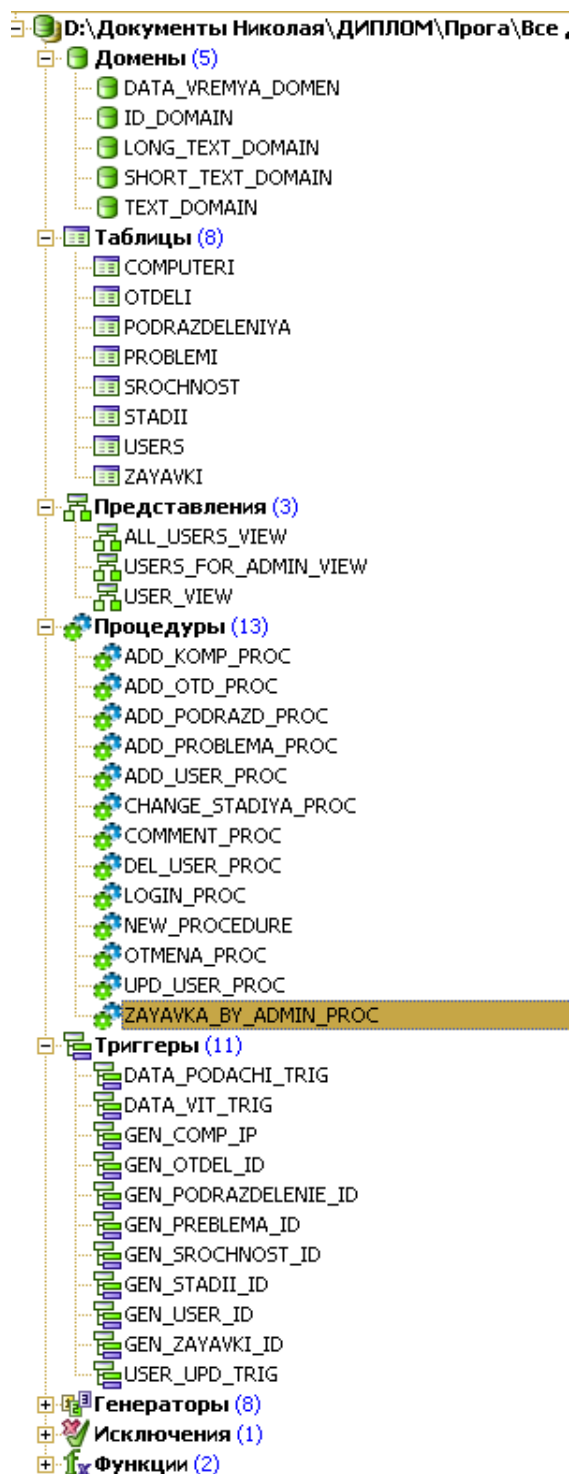 D:\Документы Николая\ДИПЛОМ\Прога\Все
Домены (5)
DATA_VREMYA_DOMEN
ID_DOMAIN
LONG_TEXT_DOMAIN
SHORT_TEXT_DOMAIN
TEXT_DOMAIN
Таблицы (8)
COMPUTERI
OTDELI
PODRAZDELENIYA
PROBLEMI
SROCHNOST
STADII
USERS
ZAYAVKI
Представления (3)
ALL_USERS_VIEW
USERS_FOR_ADMIN_VIEW
USER_VIEW
Процедуры (13)
ADD_KOMP_PROC
ADD_OTD_PROC
ADD_PODRAZD_PROC
ADD_PROBLEMA_PROC
ADD_USER_PROC
CHANGE_STADIYA_PROC
COMMENT_PROC
DEL_USER_PROC
LOGIN_PROC
NEW_PROCEDURE
OTMENA_PROC
UPD_USER_PROC
ZAYAVKA_BY_ADMIN_PROC
Триггеры (11)
DATA_PODACHI_TRIG
DATA_VIT_TRIG
GEN_COMP_IP
GEN_OTDEL_ID
GEN_PODRAZDELENIE_ID
GEN_PREBLEMA_ID
GEN_SROCHNOST_ID
GEN_STADII_ID
GEN_USER_ID
GEN_ZAYAVKI_ID
USER_UPD_TRIG
Генераторы (8)
Исключения (1)
Функции (2)